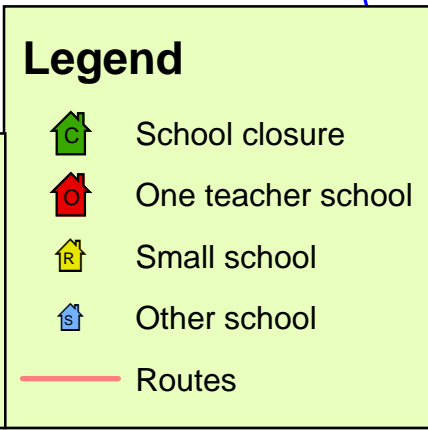 Legend
C School closure
O One teacher school
R Small school
S Other school
Routes